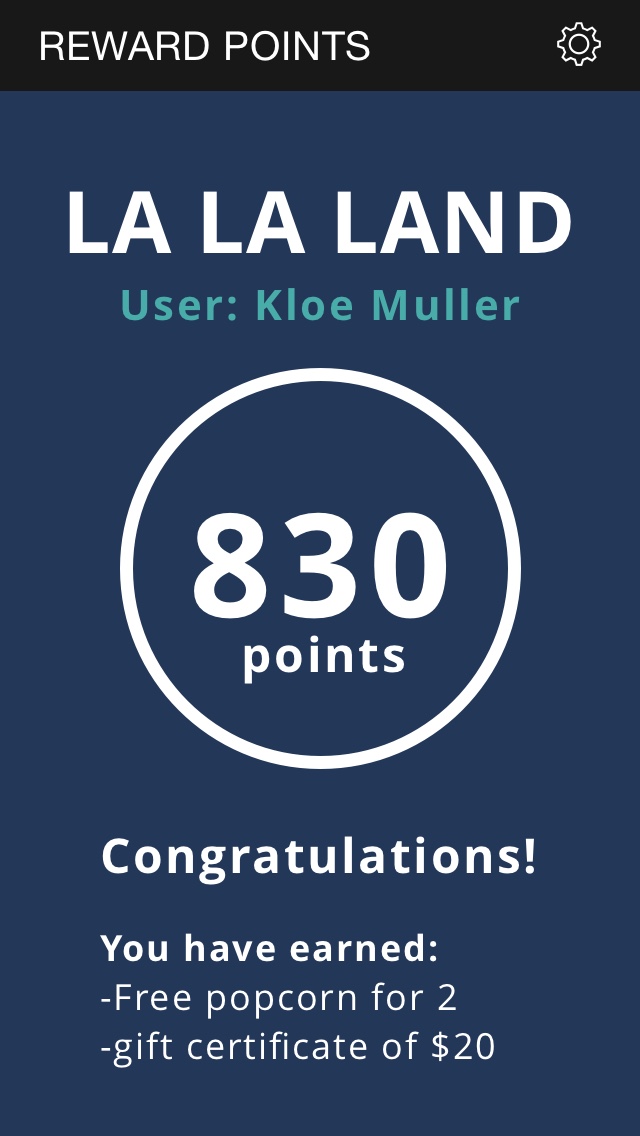 REWARD POINTS
LA LA LAND
User: Kloe Muller
830
points
Congratulations!
You have earned:
-Free popcorn for 2
-gift certificate of $20